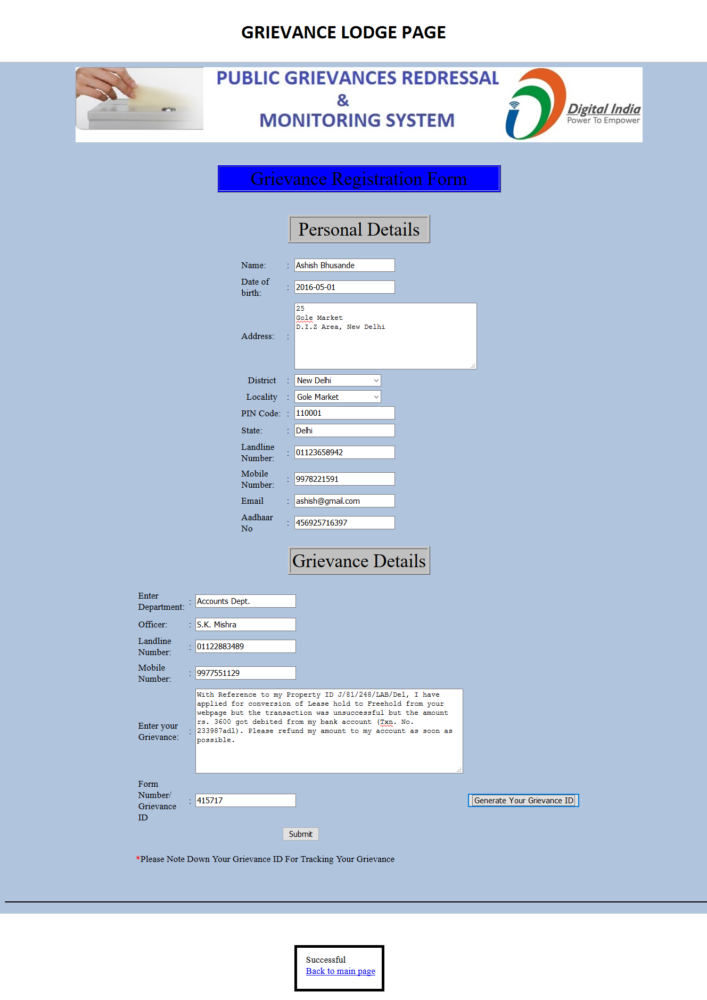 GRIEVANCE LODGE PAGE
PUBLIC GRIEVANCES REDRESSAL
&
MONITORING SYSTEM
Digital India
Power To Empower
Grievance Registration Form
Personal Details
Name: : Ashish Bhusande
Date of
birth: : 2016-05-01
Address: :
25
Gole Market
D.I.Z Area, New Delhi
District : New Delhi
Locality : Gole Market
PIN Code: : 110001
State: : Delhi
Landline
Number: : 01123658942
Mobile
Number: : 9978221591
Email : ashish@gmail.com
Aadhaar
No : 456925716397
Grievance Details
Enter
Department: : Accounts Dept.
Officer: : S.K. Mishra
Landline
Number: : 01122883489
Mobile
Number: : 9977551129
Enter your
Grievance: :
With Reference to my Property ID J/81/248/LAB/Del, I have
applied for conversion of Lease hold to Freehold from your
webpage but the transaction was unsuccessful but the amount
rs. 3600 got debited from my bank account (Txn. No.
233987adl). Please refund my amount to my account as soon as
possible.
Form
Number/
Grievance
ID : 415717
Generate Your Grievance ID
Submit
*Please Note Down Your Grievance ID For Tracking Your Grievance
Successful
Back to main page